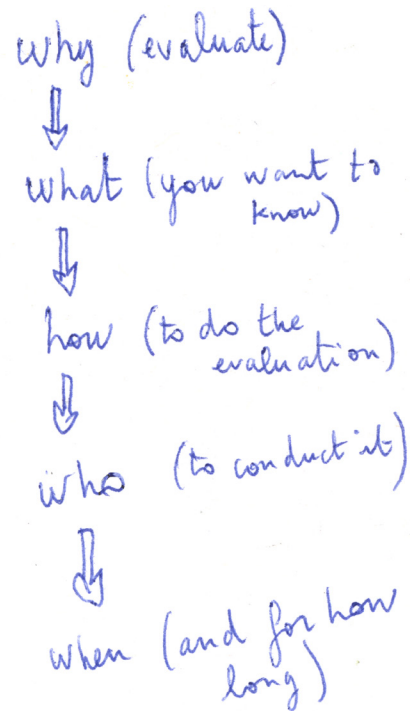 why (evaluate)
what (you want to
know)
how (to do the
evaluation)
who (to conduct it)
when (and for how
long)